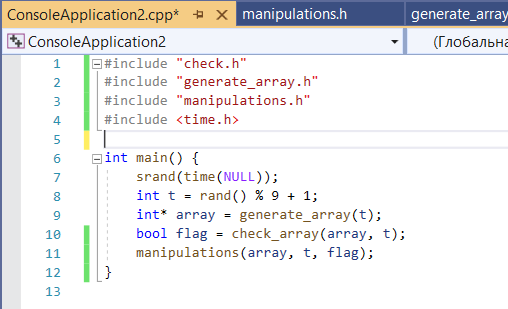 ConsoleApplication2.cpp* manipulations.h generate_array
ConsoleApplication2 (Глобальна
1 #include "check.h"
2 #include "generate_array.h"
3 #include "manipulations.h"
4 #include <time.h>
5
6 int main() {
7 srand(time(NULL));
8 int t = rand() % 9 + 1;
9 int* array = generate_array(t);
10 bool flag = check_array(array, t);
11 manipulations(array, t, flag);
12 }
13